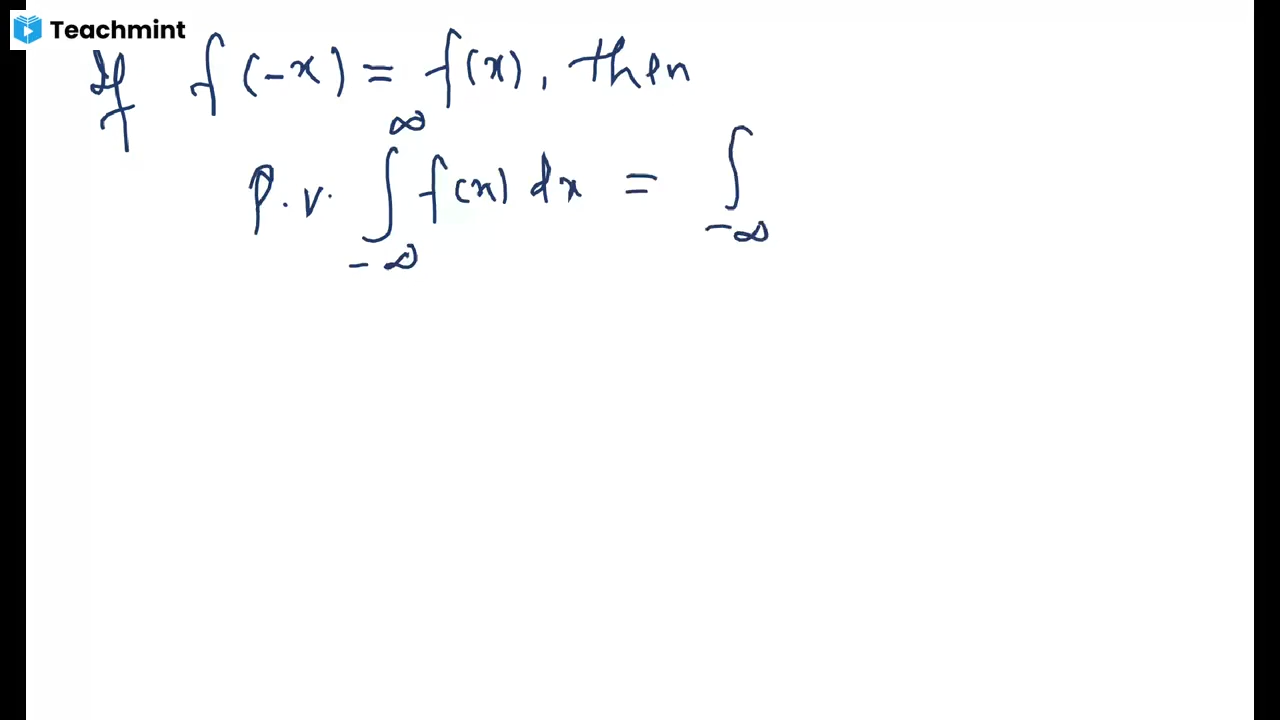 Teachmint
If f(-x) = f(x), then
P.V. ∫_{-∞}^{∞} f(x) dx = ∫_{-∞}